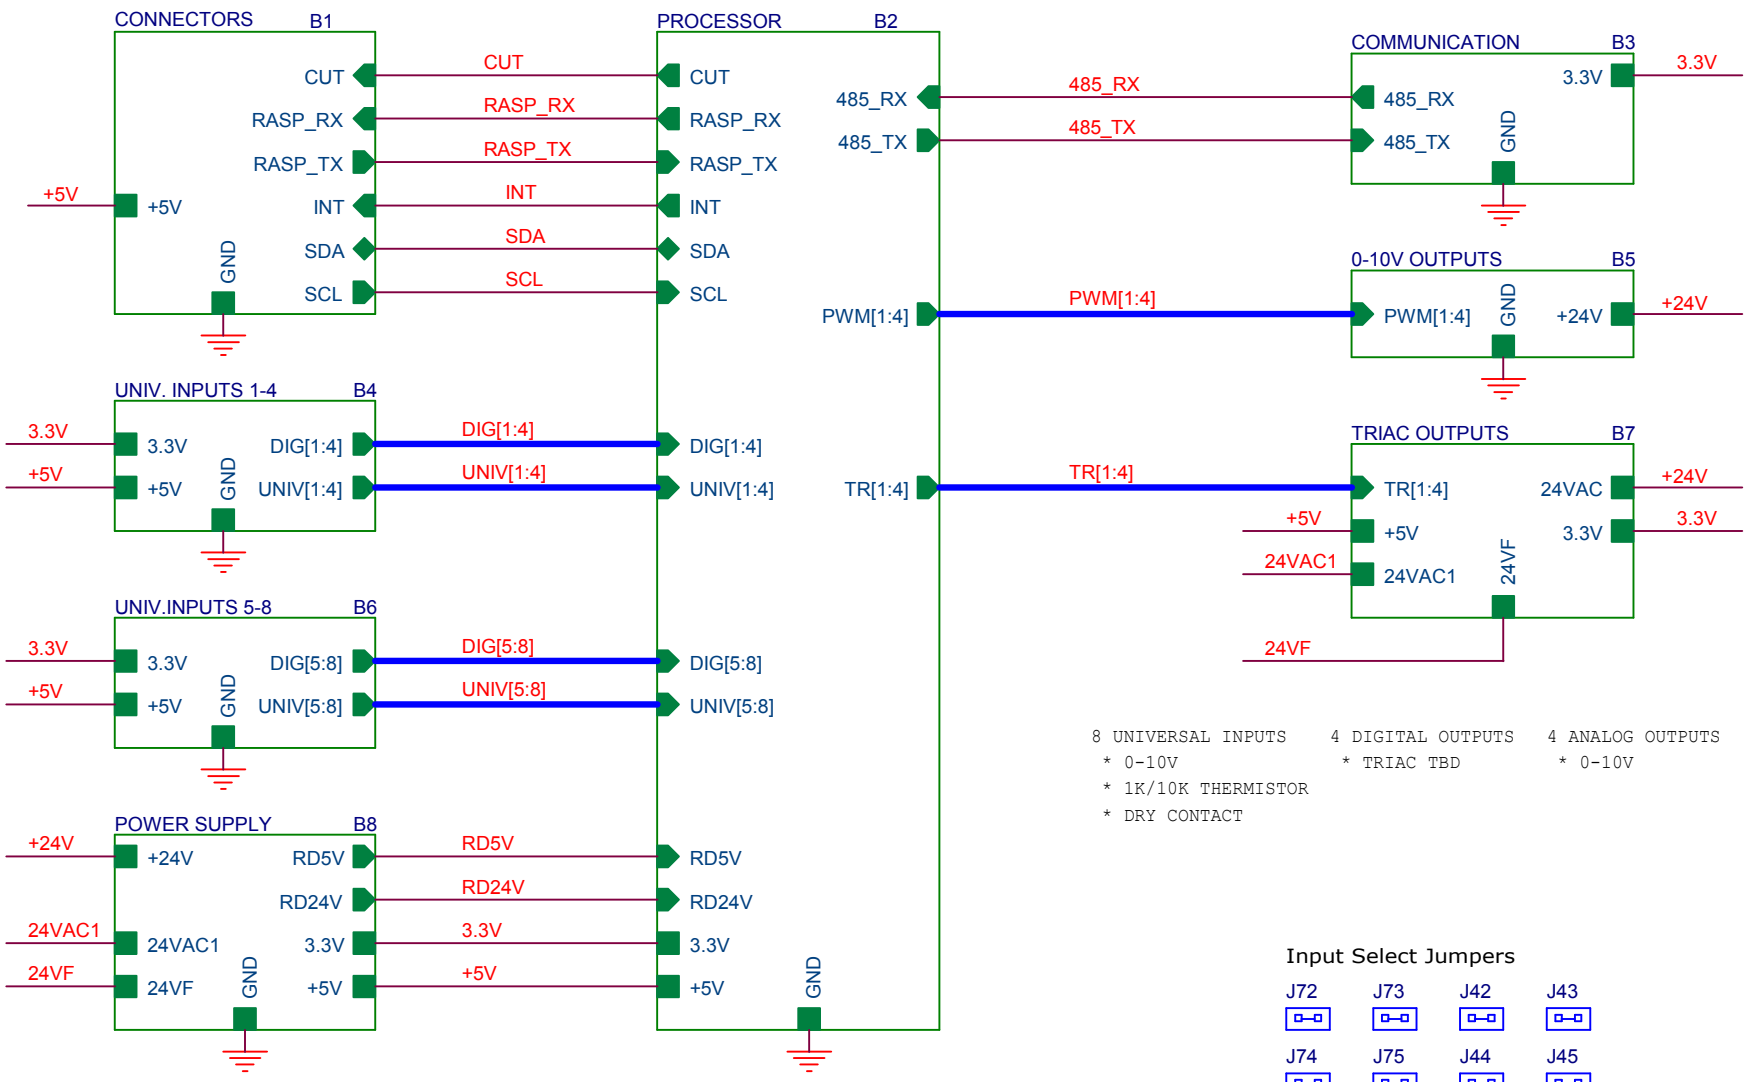 CONNECTORS B1
CUT
RASP_RX
RASP_TX
INT
SDA
SCL
+5V
+5V
GND
CUT
RASP_RX
RASP_TX
INT
SDA
SCL
PROCESSOR B2
CUT
RASP_RX
RASP_TX
INT
SDA
SCL
485_RX
485_TX
PWM[1:4]
TR[1:4]
DIG[1:4]
UNIV[1:4]
DIG[5:8]
UNIV[5:8]
RD5V
RD24V
3.3V
+5V
GND
485_RX
485_TX
PWM[1:4]
TR[1:4]
COMMUNICATION B3
485_RX
485_TX
3.3V
GND
3.3V
0-10V OUTPUTS B5
PWM[1:4]
GND
+24V
+24V
TRIAC OUTPUTS B7
TR[1:4]
+5V
24VAC1
24VAC
3.3V
24VF
+24V
3.3V
+5V
24VAC1
24VF
UNIV. INPUTS 1-4 B4
3.3V
+5V
3.3V
+5V
GND
DIG[1:4]
UNIV[1:4]
DIG[1:4]
UNIV[1:4]
UNIV.INPUTS 5-8 B6
3.3V
+5V
3.3V
+5V
GND
DIG[5:8]
UNIV[5:8]
DIG[5:8]
UNIV[5:8]
POWER SUPPLY B8
+24V
24VAC1
24VF
+24V
24VAC1
24VF
GND
RD5V
RD24V
3.3V
+5V
RD5V
RD24V
3.3V
+5V
8 UNIVERSAL INPUTS 4 DIGITAL OUTPUTS 4 ANALOG OUTPUTS
* 0-10V * TRIAC TBD * 0-10V
* 1K/10K THERMISTOR
* DRY CONTACT
Input Select Jumpers
J72 J73 J42 J43
J74 J75 J44 J45